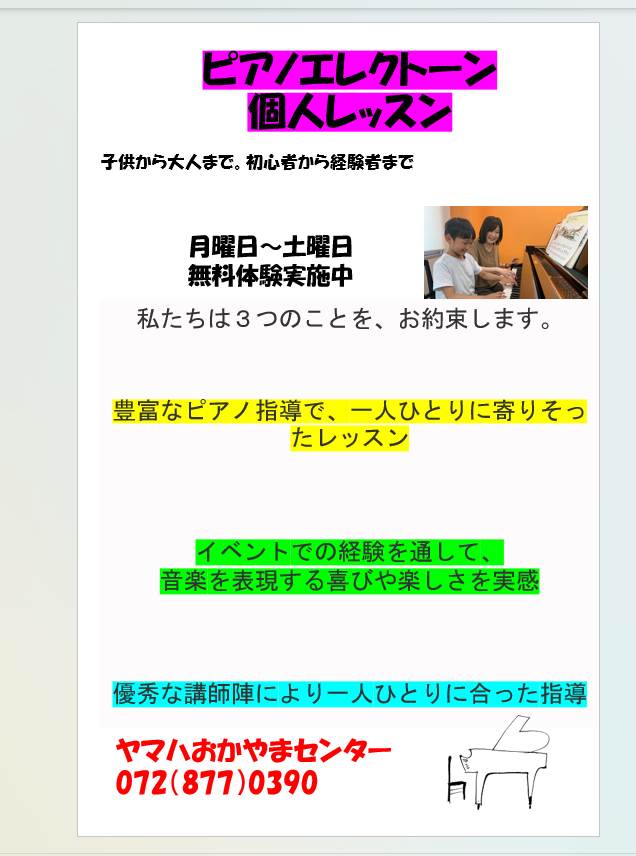 ピアノエレクトーン
個人レッスン
子供から大人まで。初心者から経験者まで
月曜日～土曜日
無料体験実施中
私たちは３つのことを、お約束します。
豊富なピアノ指導で、一人ひとりに寄りそっ
たレッスン
イベントでの経験を通して、
音楽を表現する喜びや楽しさを実感
優秀な講師陣により一人ひとりに合った指導
ヤマハおかやまセンター
072(877)0390